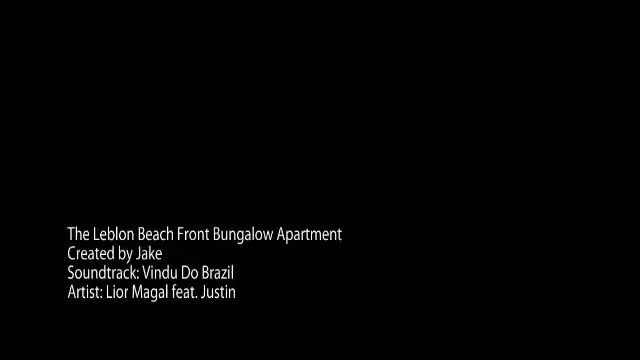 The Leblon Beach Front Bungalow Apartment
Created by Jake
Soundtrack: Vindu Do Brazil
Artist: Lior Magal feat. Justin